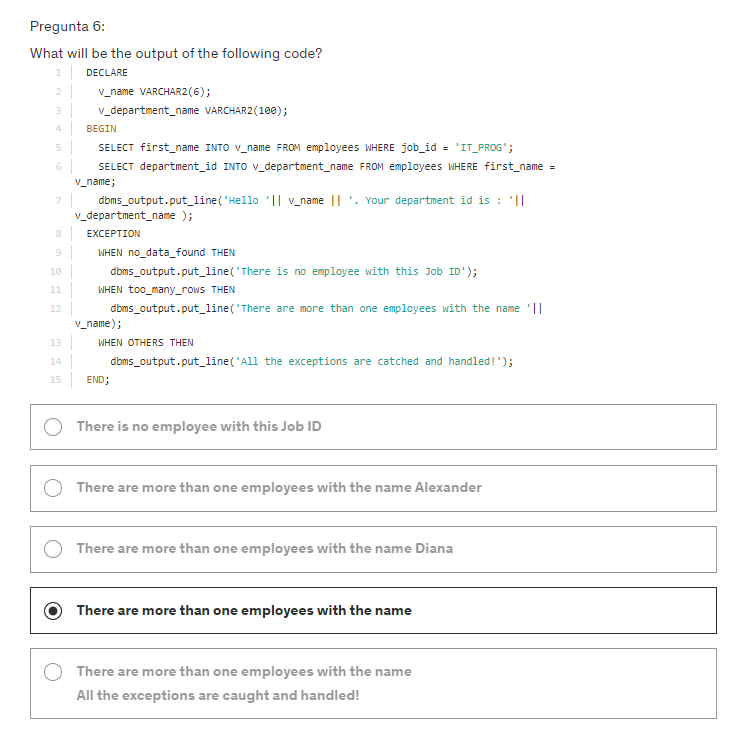 Pregunta 6:
What will be the output of the following code?
1 DECLARE
2 v_name VARCHAR2(6);
3 v_department_name VARCHAR2(100);
4 BEGIN
5 SELECT first_name INTO v_name FROM employees WHERE job_id = 'IT_PROG';
6 SELECT department_id INTO v_department_name FROM employees WHERE first_name =
v_name;
7 dbms_output.put_line('Hello '|| v_name || '. Your department id is : '||
v_department_name );
8 EXCEPTION
9 WHEN no_data_found THEN
10 dbms_output.put_line('There is no employee with this Job ID');
11 WHEN too_many_rows THEN
12 dbms_output.put_line('There are more than one employees with the name '||
v_name);
13 WHEN OTHERS THEN
14 dbms_output.put_line('All the exceptions are catched and handled!');
15 END;
There is no employee with this Job ID
There are more than one employees with the name Alexander
There are more than one employees with the name Diana
There are more than one employees with the name
There are more than one employees with the name
All the exceptions are caught and handled!